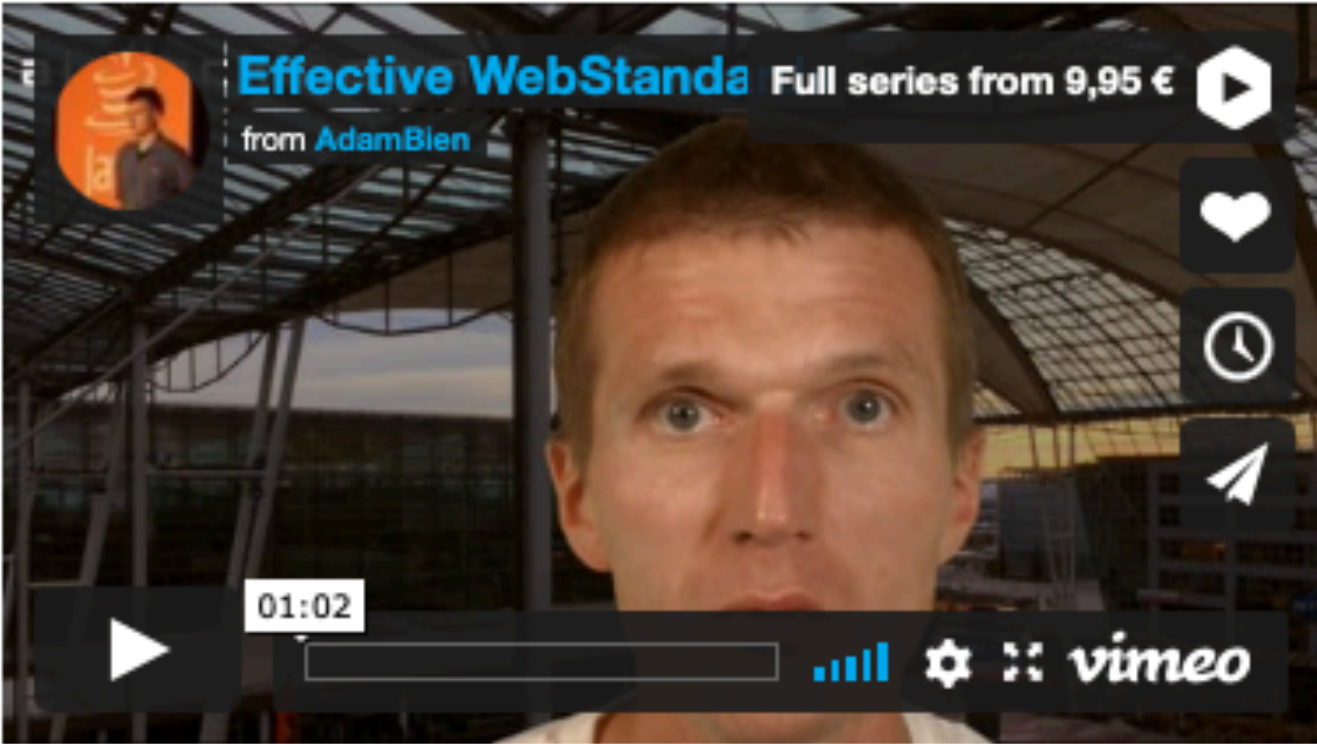 Effective WebStanda
Full series from 9,95 €
from AdamBien
01:02
vimeo